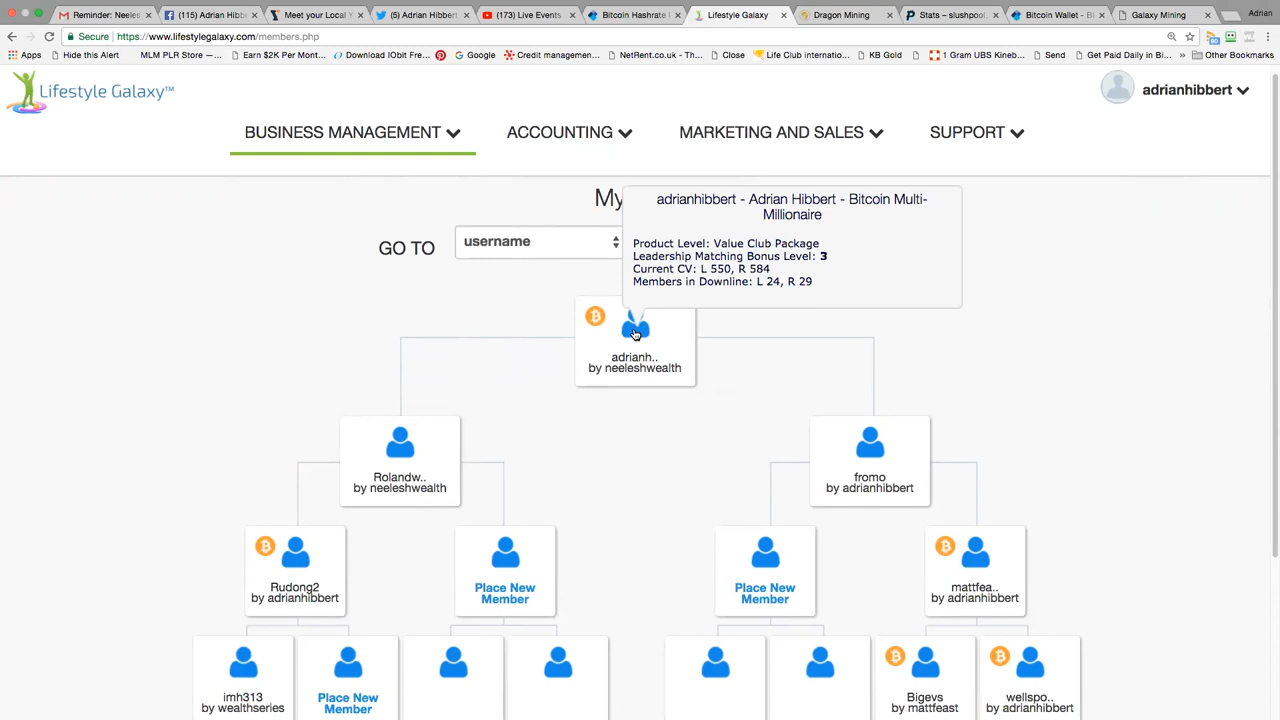 Reminder: Neeles
(115) Adrian Hibb
Meet your Local Y
(5) Adrian Hibbert
(173) Live Events
Bitcoin Hashrate
Lifestyle Galaxy
Dragon Mining
Stats – slushpool.
Bitcoin Wallet - B
Galaxy Mining
Adrian
Secure
https://www.lifestylegalaxy.com/members.php
Apps
Hide this Alert
MLM PLR Store —...
Earn $2K Per Mont...
Download IObit Fre...
Google
Credit managemen...
NetRent.co.uk - Th...
Close
Life Club internatio...
KB Gold
1 Gram UBS Kineb...
Send
Get Paid Daily in Bi...
Other Bookmarks
Lifestyle Galaxy™
adrianhibbert
BUSINESS MANAGEMENT
ACCOUNTING
MARKETING AND SALES
SUPPORT
My
adrianhibbert - Adrian Hibbert - Bitcoin Multi-
Millionaire
GO TO
username
Product Level: Value Club Package
Leadership Matching Bonus Level: 3
Current CV: L 550, R 584
Members in Downline: L 24, R 29
adrianh..
by neeleshwealth
Rolandw..
by neeleshwealth
fromo
by adrianhibbert
Rudong2
by adrianhibbert
Place New
Member
Place New
Member
mattfea..
by adrianhibbert
imh313
by wealthseries
Place New
Member
Bigevs
by mattfeast
wellspo..
by adrianhibbert